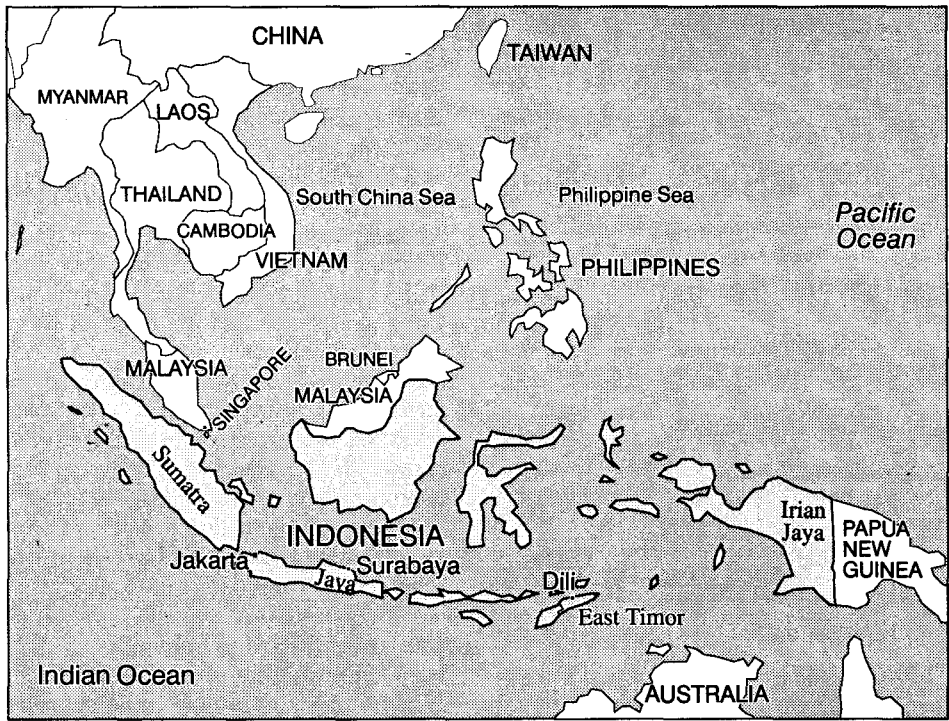 CHINA
TAIWAN
MYANMAR
LAOS
THAILAND
South China Sea
Philippine Sea
Pacific
Ocean
CAMBODIA
VIETNAM
PHILIPPINES
MALAYSIA
SINGAPORE
BRUNEI
MALAYSIA
Sumatra
INDONESIA
Irian
Jaya
PAPUA
NEW
GUINEA
Jakarta
Java
Surabaya
Dili
East Timor
Indian Ocean
AUSTRALIA